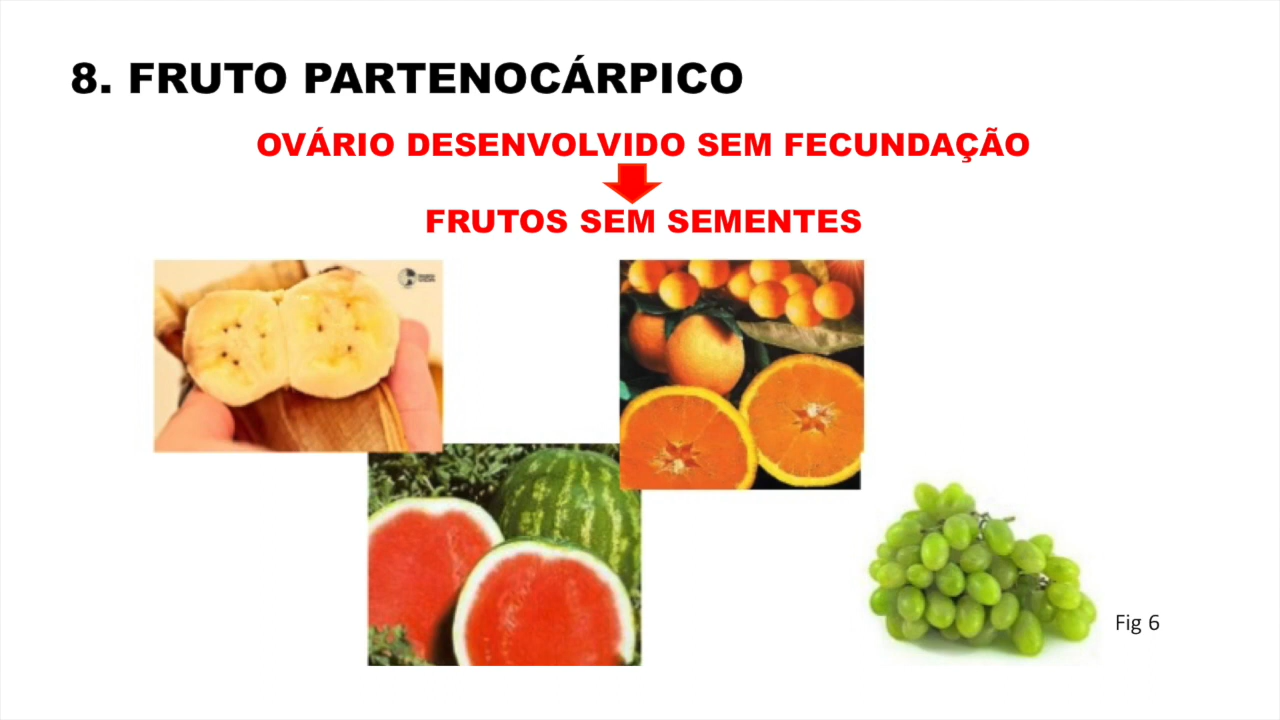 8. FRUTO PARTENOCÁRPICO
OVÁRIO DESENVOLVIDO SEM FECUNDAÇÃO
FRUTOS SEM SEMENTES
Fig 6